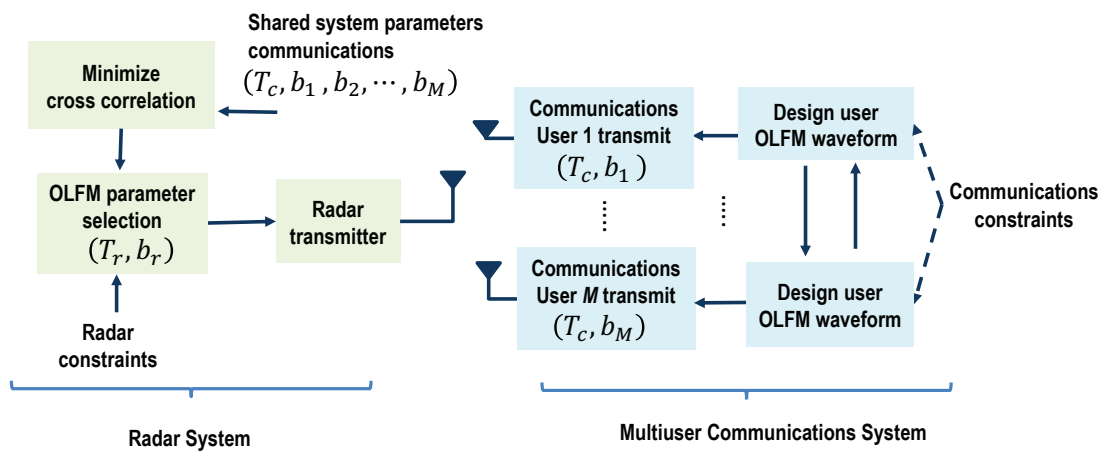 Shared system parameters
communications
(T_c, b_1, b_2, ⋯, b_M)
Minimize
cross correlation
OLFM parameter
selection
(T_r, b_r)
Radar
transmitter
Radar
constraints
Radar System
Communications
User 1 transmit
(T_c, b_1)
Design user
OLFM waveform
Communications
constraints
Communications
User M transmit
(T_c, b_M)
Design user
OLFM waveform
Multiuser Communications System